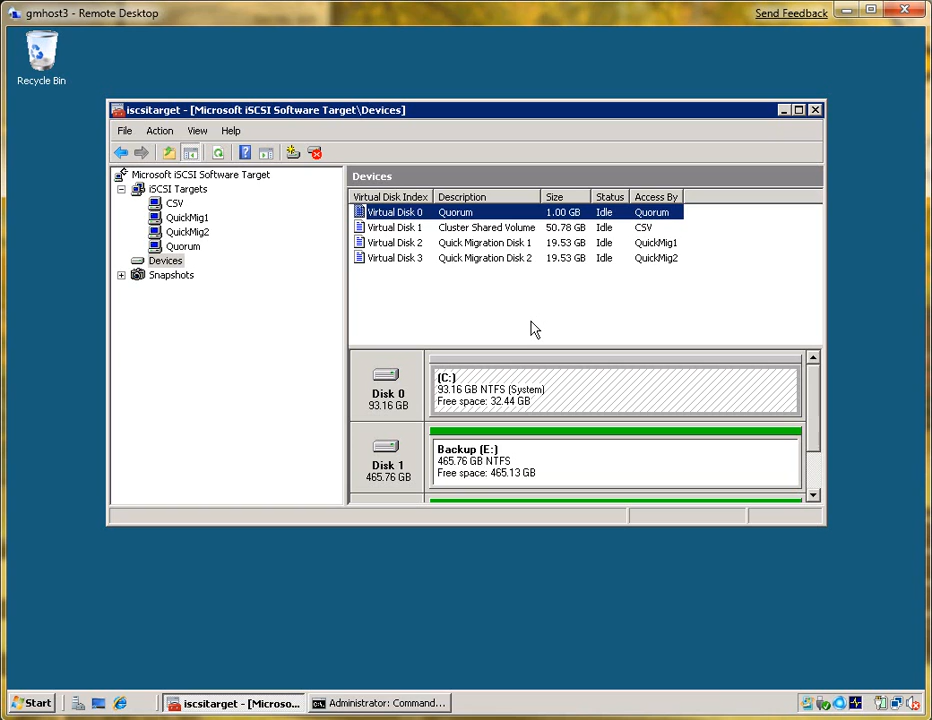 gmhost3 - Remote Desktop
Send Feedback
Recycle Bin
iscsitarget - [Microsoft iSCSI Software Target\Devices]
File Action View Help
Microsoft iSCSI Software Target
iSCSI Targets
CSV
QuickMig1
QuickMig2
Quorum
Devices
Snapshots
Devices
Virtual Disk Index Description Size Status Access By
Virtual Disk 0 Quorum 1.00 GB Idle Quorum
Virtual Disk 1 Cluster Shared Volume 50.78 GB Idle CSV
Virtual Disk 2 Quick Migration Disk 1 19.53 GB Idle QuickMig1
Virtual Disk 3 Quick Migration Disk 2 19.53 GB Idle QuickMig2
Disk 0
93.16 GB
(C:)
93.16 GB NTFS (System)
Free space: 32.44 GB
Disk 1
465.76 GB
Backup (E:)
465.76 GB NTFS
Free space: 465.13 GB
Start
iscsitarget - [Microso...
Administrator: Command...